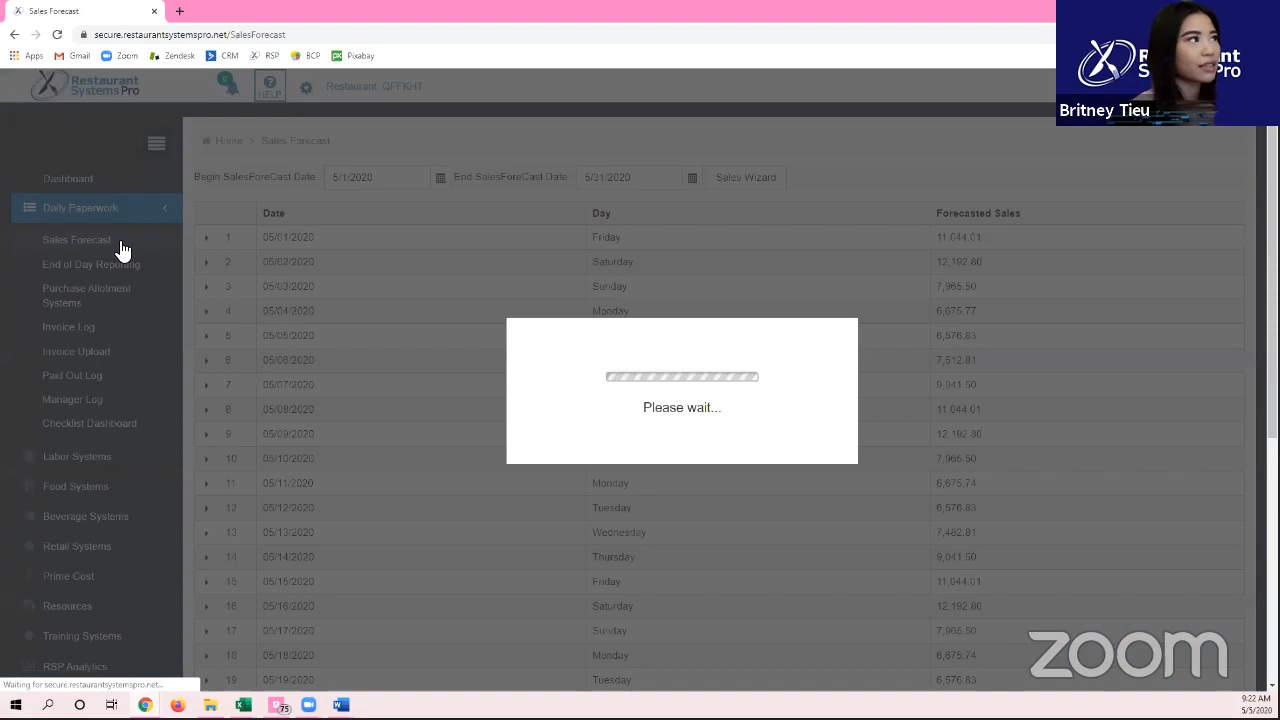 Sales Forecast
secure.restaurantsystemspro.net/SalesForecast
Apps Gmail Zoom Zendesk CRM RSP BCP Pixabay
Restaurant Systems Pro
Britney Tieu
Restaurant Systems Pro
HELP
Restaurant: QFFKHT
Home > Sales Forecast
Dashboard
Daily Paperwork
Sales Forecast
End of Day Reporting
Purchase Allotment
Systems
Invoice Log
Invoice Upload
Paid Out Log
Manager Log
Checklist Dashboard
Labor Systems
Food Systems
Beverage Systems
Retail Systems
Prime Cost
Resources
Training Systems
RSP Analytics
Begin SalesForeCast Date : 5/1/2020 End SalesForeCast Date : 5/31/2020 Sales Wizard
Date Day Forecasted Sales
1 05/01/2020 Friday 11,044.01
2 05/02/2020 Saturday 12,192.80
3 05/03/2020 Sunday 7,965.50
4 05/04/2020 Monday 6,675.77
5 05/05/2020 6,576.83
6 05/06/2020 7,512.81
7 05/07/2020 9,041.50
8 05/08/2020 11,044.01
9 05/09/2020 12,192.80
10 05/10/2020 7,965.50
11 05/11/2020 Monday 6,675.74
12 05/12/2020 Tuesday 6,576.83
13 05/13/2020 Wednesday 7,482.81
14 05/14/2020 Thursday 9,041.50
15 05/15/2020 Friday 11,044.01
16 05/16/2020 Saturday 12,192.80
17 05/17/2020 Sunday 7,965.50
18 05/18/2020 Monday 6,675.74
19 05/19/2020 Tuesday 6,576.83
Please wait...
zoom
Waiting for secure.restaurantsystemspro.net...
75
9:22 AM
5/5/2020